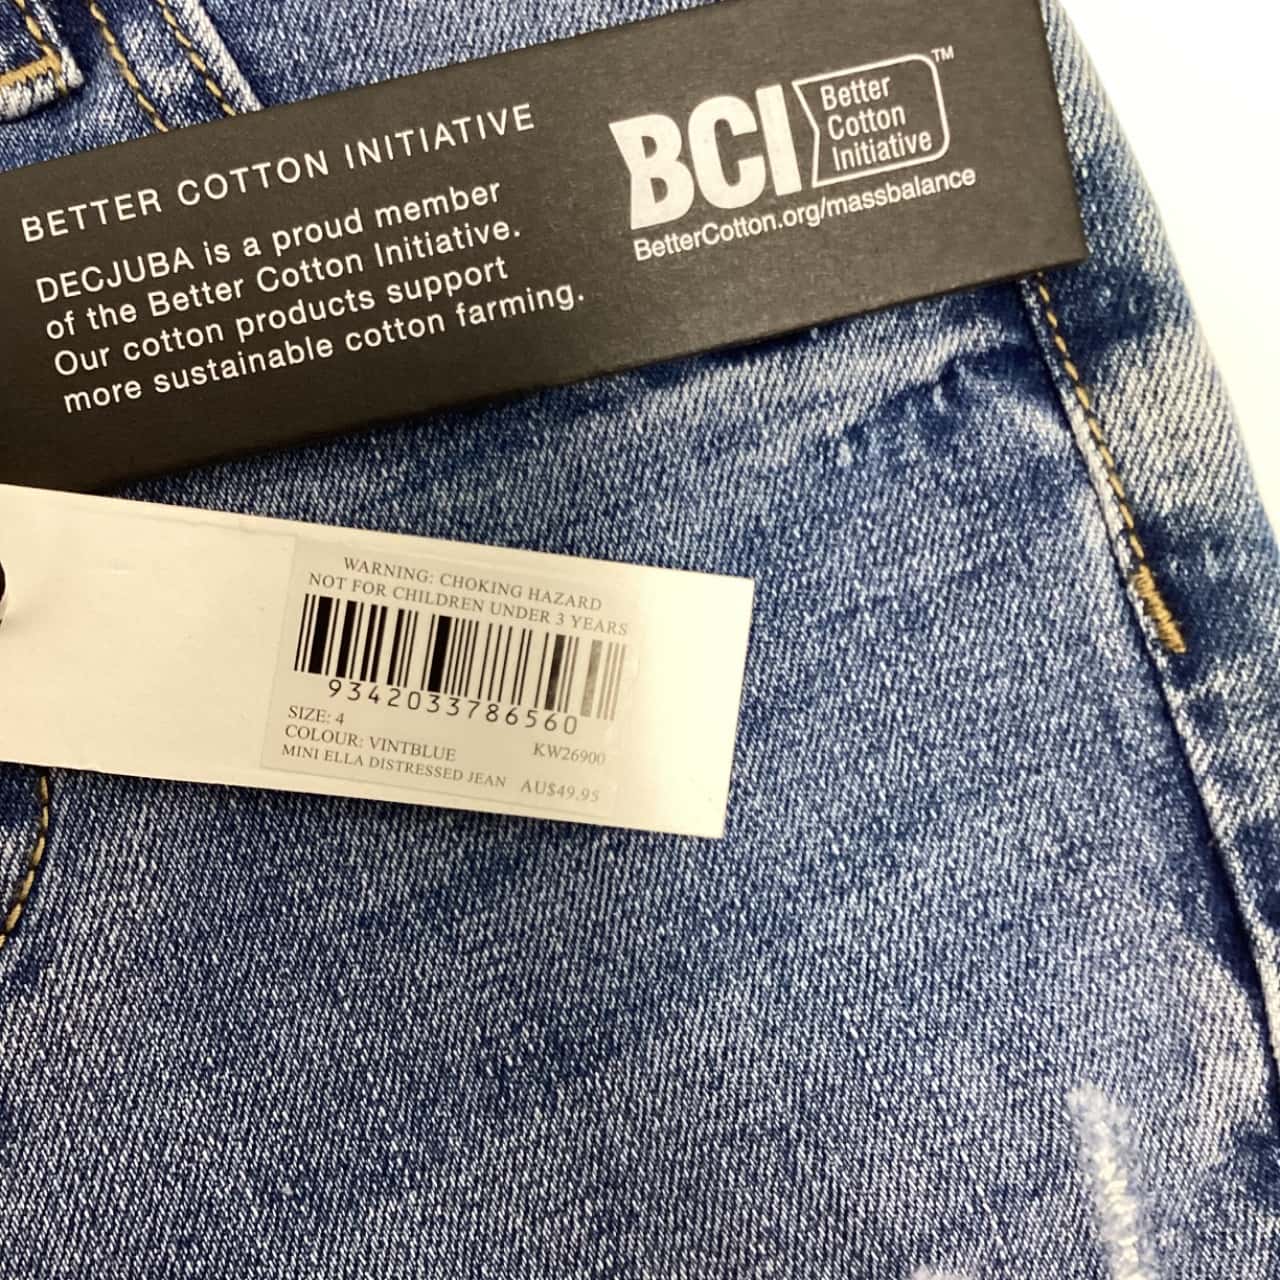 BETTER COTTON INITIATIVE
DECJUBA is a proud member
of the Better Cotton Initiative.
Our cotton products support
more sustainable cotton farming.
BCI
Better
Cotton
Initiative
TM
BetterCotton.org/massbalance
WARNING: CHOKING HAZARD
NOT FOR CHILDREN UNDER 3 YEARS
9342033786560
SIZE: 4
COLOUR: VINTBLUE KW26900
MINI ELLA DISTRESSED JEAN AU$49.95